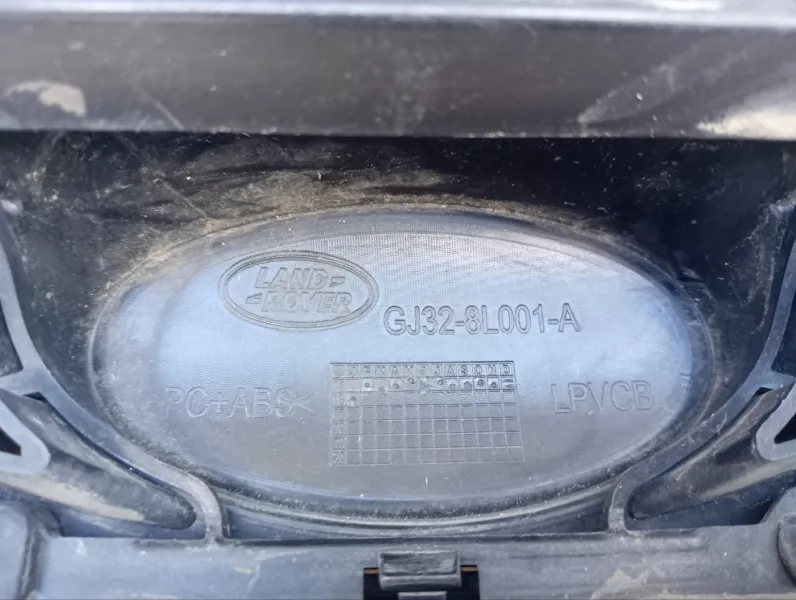 LAND
ROVER
GJ32-8L001-A
J F M A M J J A S O N D
PC+ABS<
LPVCB